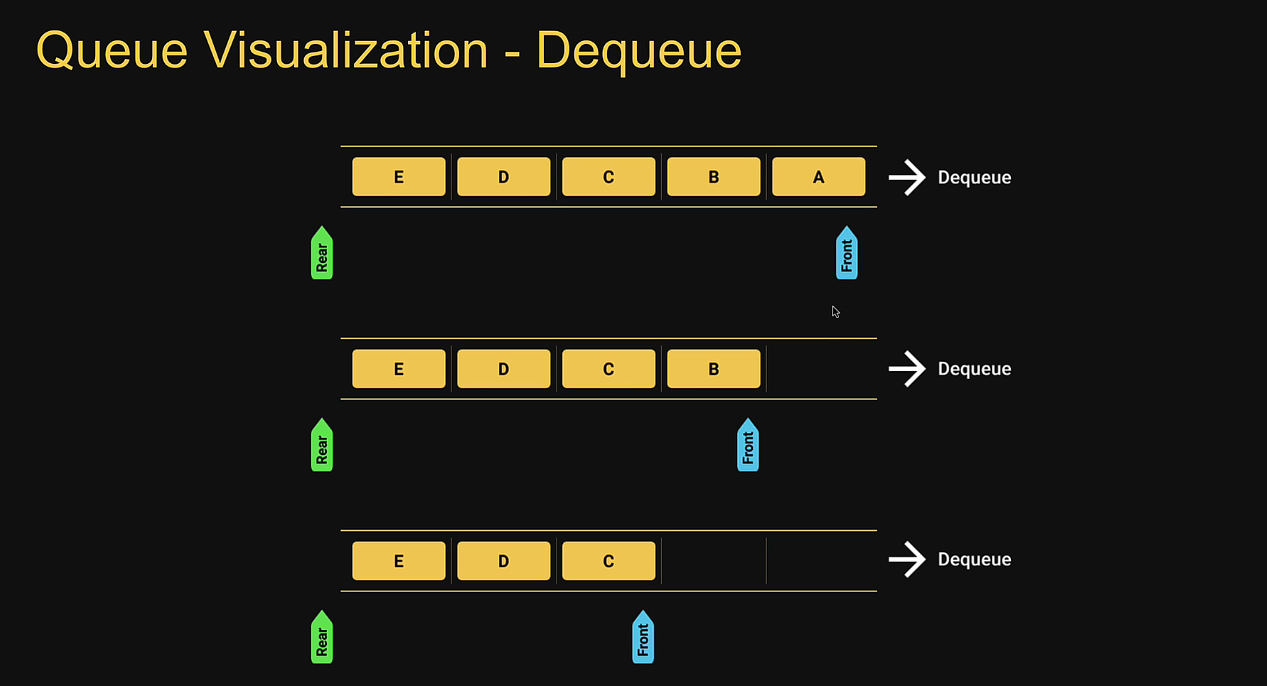 Queue Visualization - Dequeue
E D C B A Dequeue
Rear Front
E D C B Dequeue
Rear Front
E D C Dequeue
Rear Front